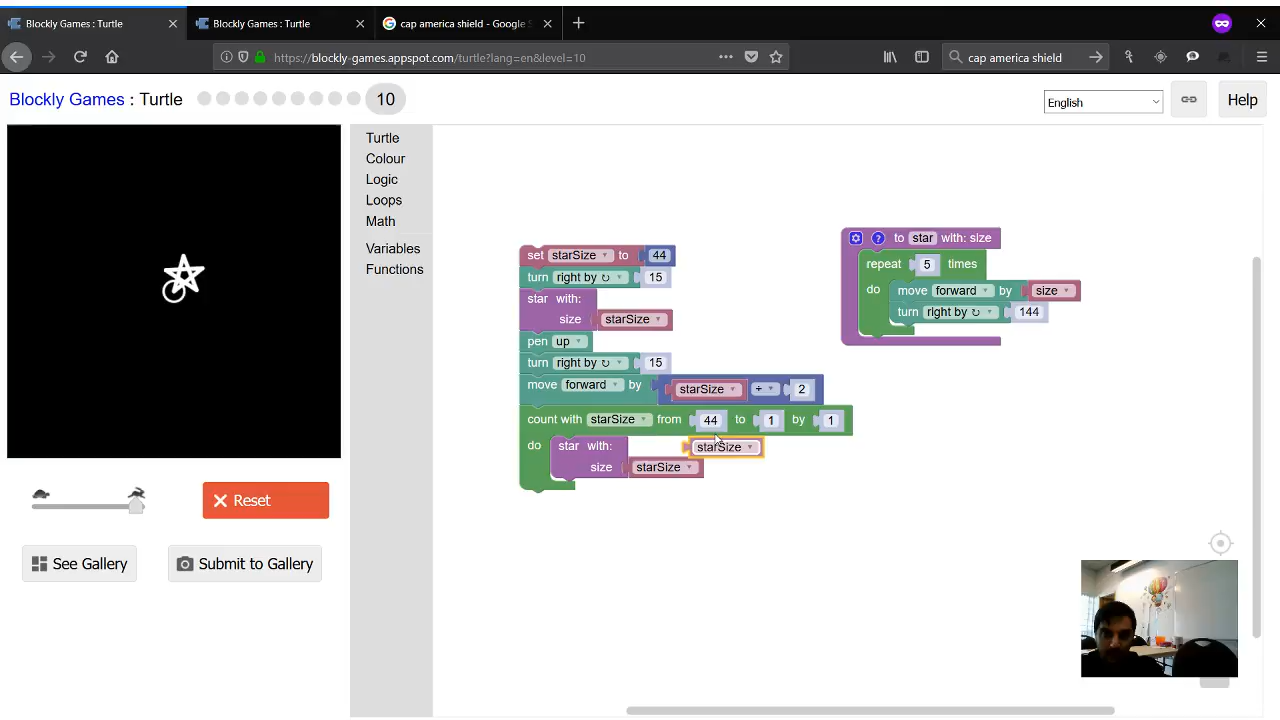 Blockly Games : Turtle
Blockly Games : Turtle
cap america shield - Google S
https://blockly-games.appspot.com/turtle?lang=en&level=10
cap america shield
Blockly Games : Turtle
10
English
Help
Turtle
Colour
Logic
Loops
Math
Variables
Functions
set starSize to 44
turn right by ↻ 15
star with:
size starSize
pen up
turn right by ↻ 15
move forward by starSize ÷ 2
count with starSize from 44 to 1 by 1
do star with:
starSize
size starSize
? to star with: size
repeat 5 times
do move forward by size
turn right by ↻ 144
Reset
See Gallery
Submit to Gallery